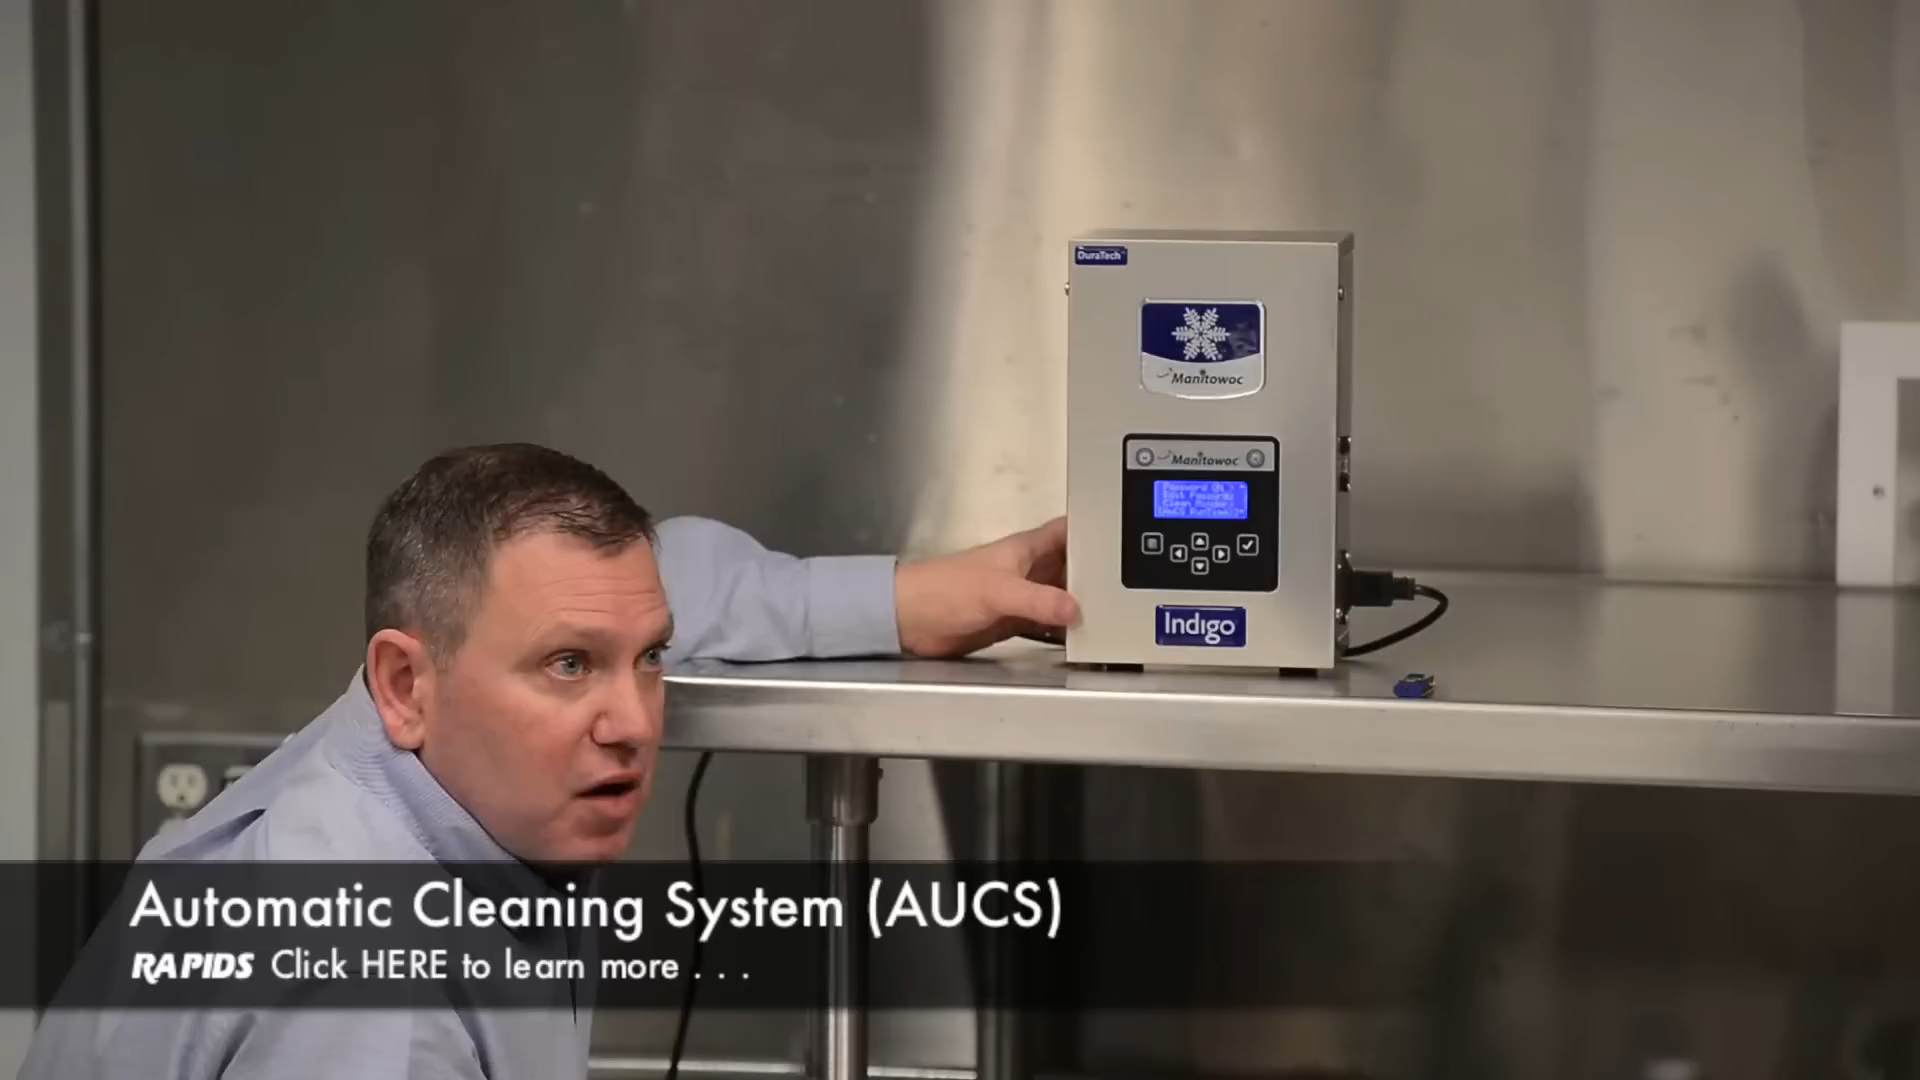 DuraTech
Manitowoc
Manitowoc
Indigo
Automatic Cleaning System (AUCS)
RAPIDS Click HERE to learn more . . .